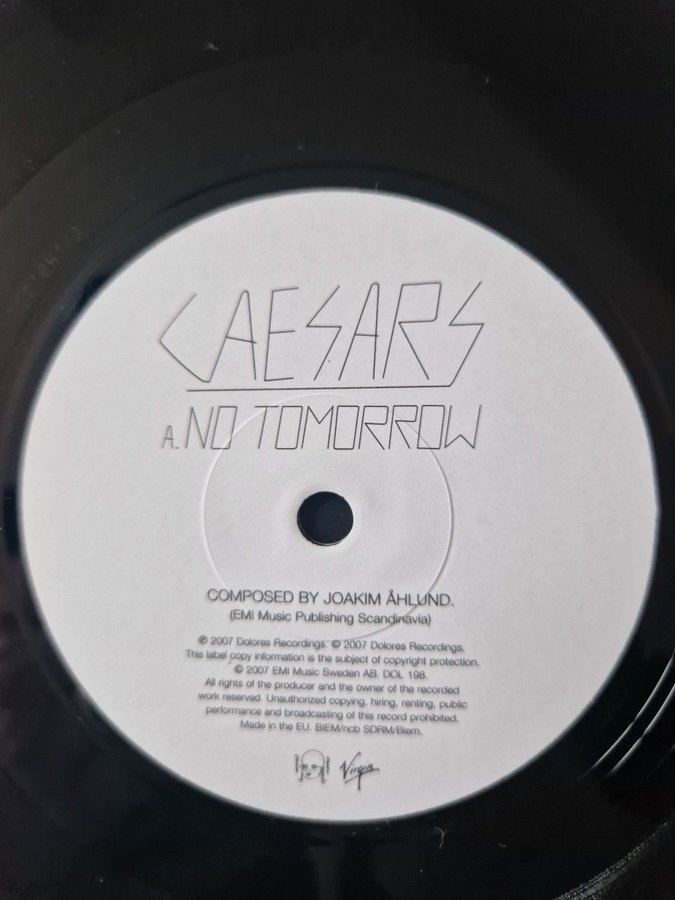 CAESARS
A. NO TOMORROW
COMPOSED BY JOAKIM ÅHLUND.
(EMI Music Publishing Scandinavia)
℗ 2007 Dolores Recordings. © 2007 Dolores Recordings.
This label copy information is the subject of copyright protection.
© 2007 EMI Music Sweden AB. DOL 198.
All rights of the producer and the owner of the recorded
work reserved. Unauthorized copying, hiring, renting, public
performance and broadcasting of this record prohibited.
Made in the EU. BIEM/ncb SDRM/Biem.
Virgin